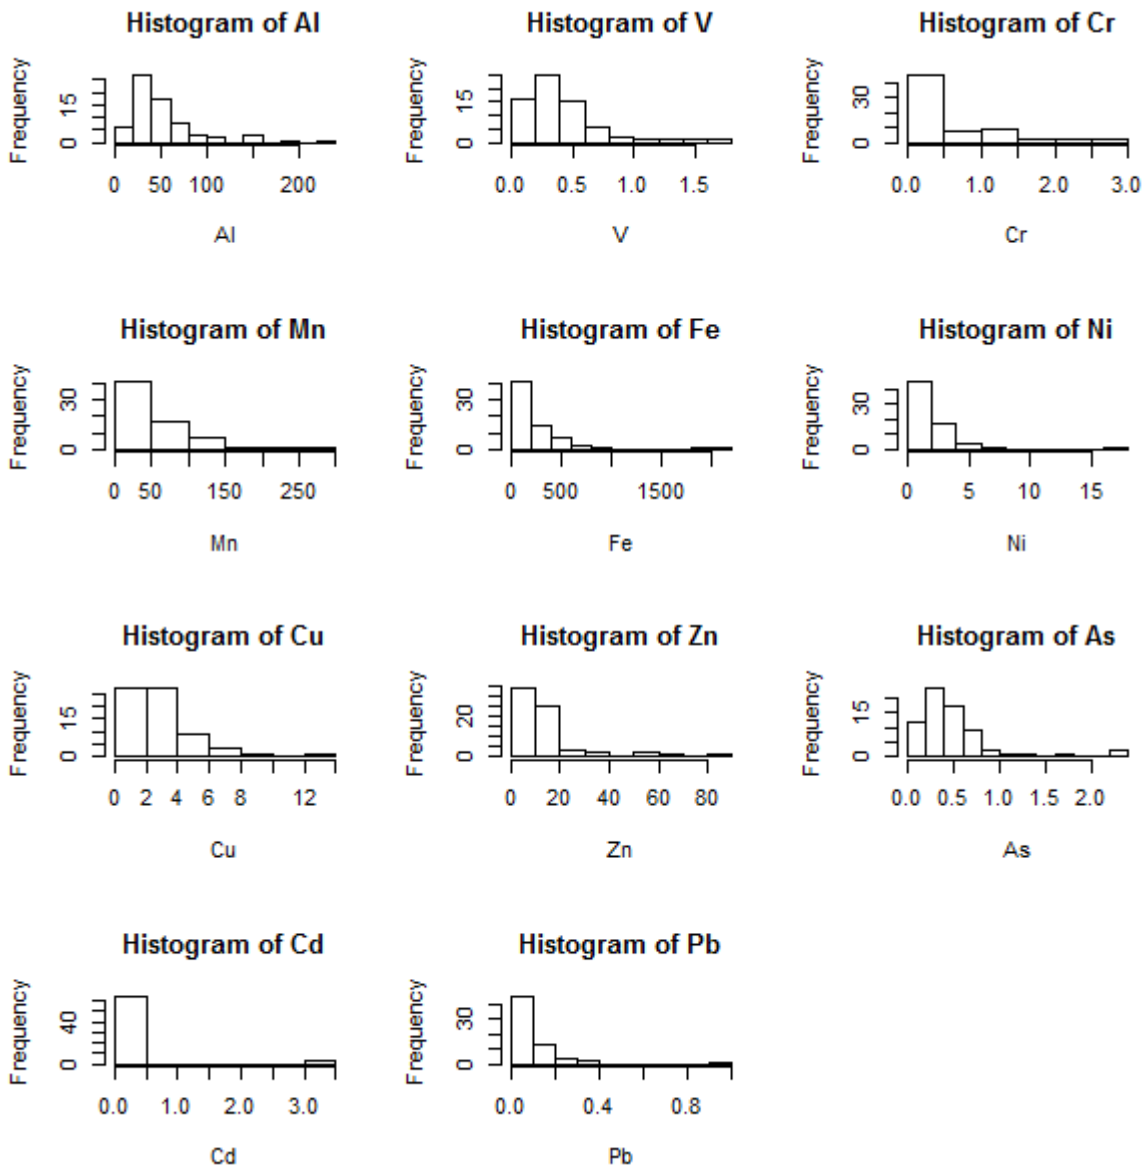 Histogram of Al
Frequency
0 15
0 50 100 200
Al
Histogram of V
Frequency
0 15
0.0 0.5 1.0 1.5
V
Histogram of Cr
Frequency
0 30
0.0 1.0 2.0 3.0
Cr
Histogram of Mn
Frequency
0 30
0 50 150 250
Mn
Histogram of Fe
Frequency
0 30
0 500 1500
Fe
Histogram of Ni
Frequency
0 30
0 5 10 15
Ni
Histogram of Cu
Frequency
0 15
0 2 4 6 8 12
Cu
Histogram of Zn
Frequency
0 20
0 20 40 60 80
Zn
Histogram of As
Frequency
0 15
0.0 0.5 1.0 1.5 2.0
As
Histogram of Cd
Frequency
0 40
0.0 1.0 2.0 3.0
Cd
Histogram of Pb
Frequency
0 30
0.0 0.4 0.8
Pb